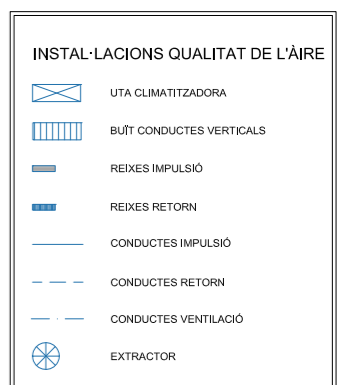 INSTAL·LACIONS QUALITAT DE L'ÀIRE
UTA CLIMATITZADORA
BUÏT CONDUCTES VERTICALS
REIXES IMPULSIÓ
REIXES RETORN
CONDUCTES IMPULSIÓ
CONDUCTES RETORN
CONDUCTES VENTILACIÓ
EXTRACTOR